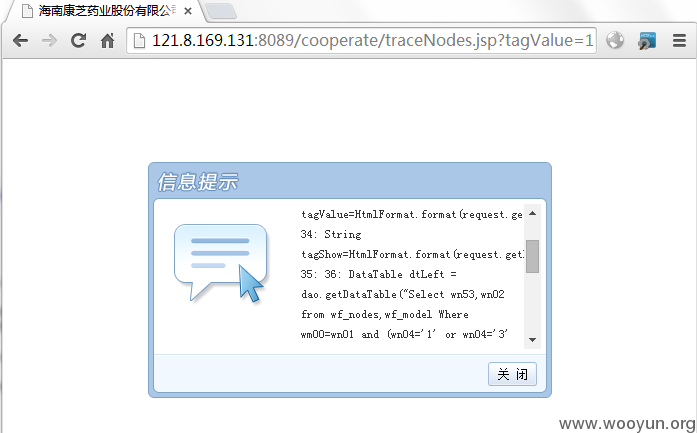 海南康芝药业股份有限公司
121.8.169.131:8089/cooperate/traceNodes.jsp?tagValue=1
信息提示
tagValue=HtmlFormat.format(request.ge
34: String
tagShow=HtmlFormat.format(request.get
35: 36: DataTable dtLeft =
dao.getDataTable("Select wn53,wn02
from wf_nodes,wf_model Where
wm00=wn01 and (wn04='1' or wn04='3'
关 闭
www.wooyun.org